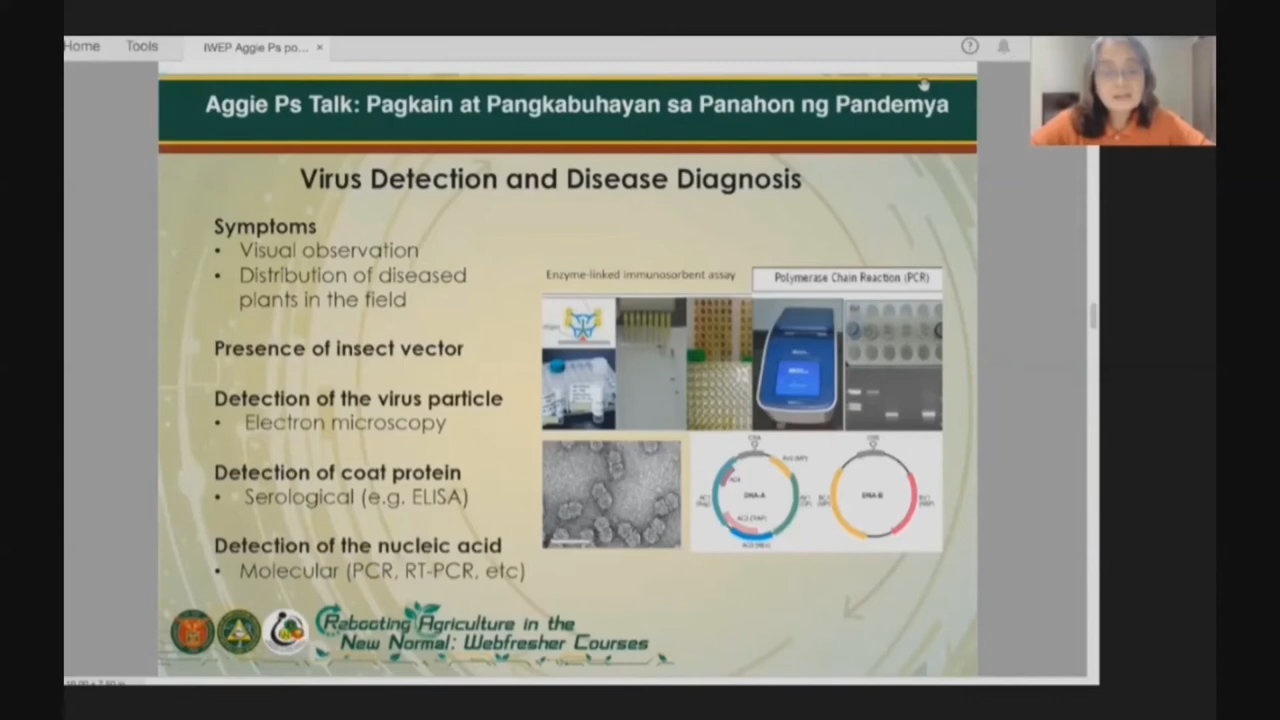 Home Tools IWEP Aggie Ps po... ×
Aggie Ps Talk: Pagkain at Pangkabuhayan sa Panahon ng Pandemya
Virus Detection and Disease Diagnosis
Symptoms
• Visual observation
• Distribution of diseased
plants in the field
Presence of insect vector
Detection of the virus particle
• Electron microscopy
Detection of coat protein
• Serological (e.g. ELISA)
Detection of the nucleic acid
• Molecular (PCR, RT-PCR, etc)
Enzyme-linked immunosorbent assay
Polymerase Chain Reaction (PCR)
DNA-A
DNA-B
Rebooting Agriculture in the
New Normal: Webfresher Courses